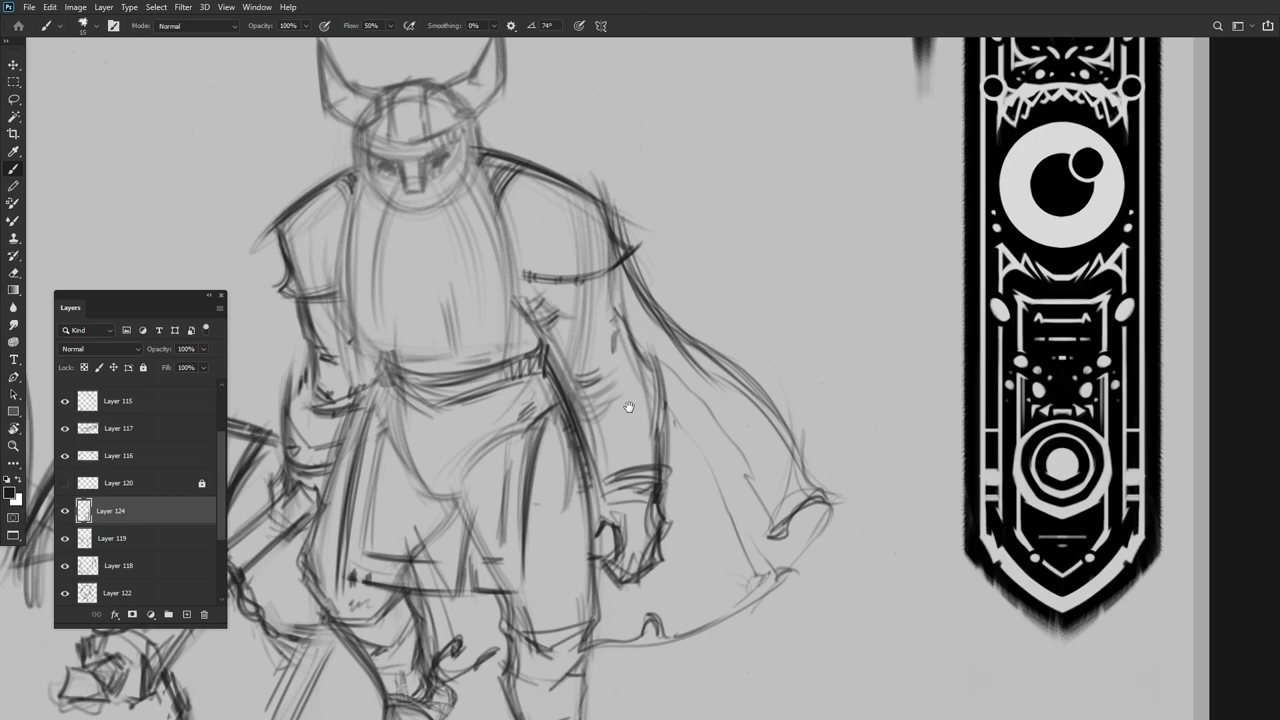 File Edit Image Layer Type Select Filter 3D View Window Help
15 Mode: Normal Opacity: 100% Flow: 50% Smoothing: 0% 74°
Layers
Kind
Normal Opacity: 100%
Lock: Fill: 100%
Layer 115
Layer 117
Layer 116
Layer 120
Layer 124
Layer 119
Layer 118
Layer 122
fx